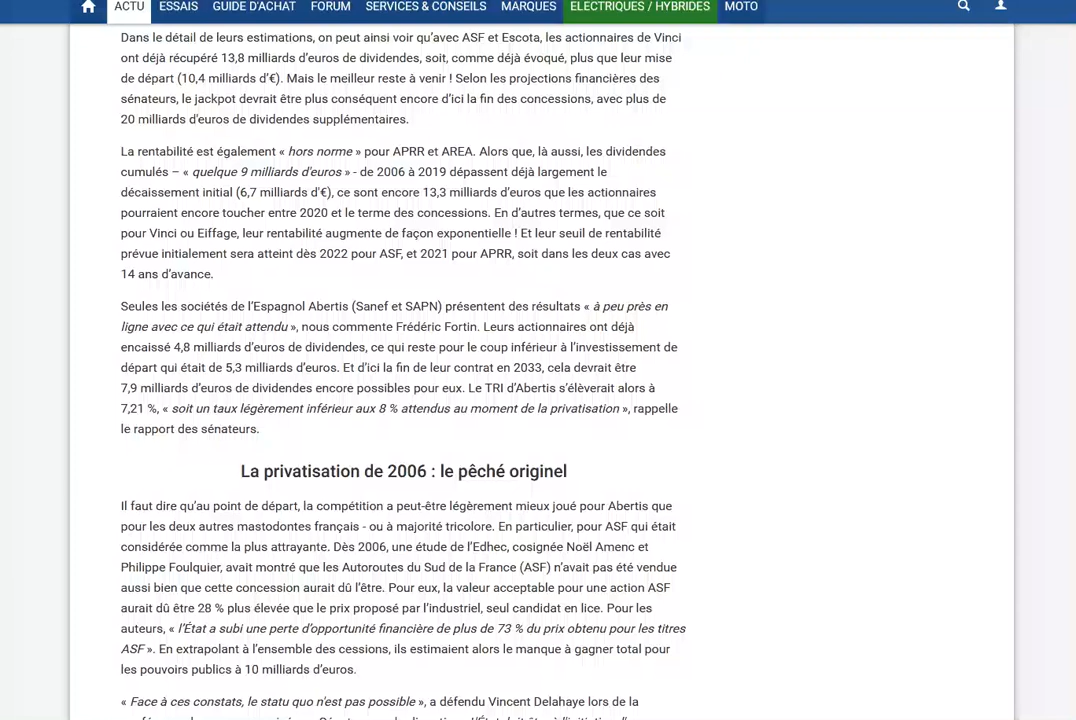 ACTU ESSAIS GUIDE D'ACHAT FORUM SERVICES & CONSEILS MARQUES ELECTRIQUES / HYBRIDES MOTO
Dans le détail de leurs estimations, on peut ainsi voir qu’avec ASF et Escota, les actionnaires de Vinci
ont déjà récupéré 13,8 milliards d’euros de dividendes, soit, comme déjà évoqué, plus que leur mise
de départ (10,4 milliards d’€). Mais le meilleur reste à venir ! Selon les projections financières des
sénateurs, le jackpot devrait être plus conséquent encore d’ici la fin des concessions, avec plus de
20 milliards d'euros de dividendes supplémentaires.
La rentabilité est également « hors norme » pour APRR et AREA. Alors que, là aussi, les dividendes
cumulés – « quelque 9 milliards d'euros » - de 2006 à 2019 dépassent déjà largement le
décaissement initial (6,7 milliards d'€), ce sont encore 13,3 milliards d’euros que les actionnaires
pourraient encore toucher entre 2020 et le terme des concessions. En d’autres termes, que ce soit
pour Vinci ou Eiffage, leur rentabilité augmente de façon exponentielle ! Et leur seuil de rentabilité
prévue initialement sera atteint dès 2022 pour ASF, et 2021 pour APRR, soit dans les deux cas avec
14 ans d’avance.
Seules les sociétés de l’Espagnol Abertis (Sanef et SAPN) présentent des résultats « à peu près en
ligne avec ce qui était attendu », nous commente Frédéric Fortin. Leurs actionnaires ont déjà
encaissé 4,8 milliards d’euros de dividendes, ce qui reste pour le coup inférieur à l’investissement de
départ qui était de 5,3 milliards d’euros. Et d’ici la fin de leur contrat en 2033, cela devrait être
7,9 milliards d’euros de dividendes encore possibles pour eux. Le TRI d’Abertis s’élèverait alors à
7,21 %, « soit un taux légèrement inférieur aux 8 % attendus au moment de la privatisation », rappelle
le rapport des sénateurs.
La privatisation de 2006 : le pêché originel
Il faut dire qu’au point de départ, la compétition a peut-être légèrement mieux joué pour Abertis que
pour les deux autres mastodontes français - ou à majorité tricolore. En particulier, pour ASF qui était
considérée comme la plus attrayante. Dès 2006, une étude de l’Edhec, cosignée Noël Amenc et
Philippe Foulquier, avait montré que les Autoroutes du Sud de la France (ASF) n’avait pas été vendue
aussi bien que cette concession aurait dû l’être. Pour eux, la valeur acceptable pour une action ASF
aurait dû être 28 % plus élevée que le prix proposé par l’industriel, seul candidat en lice. Pour les
auteurs, « l’État a subi une perte d’opportunité financière de plus de 73 % du prix obtenu pour les titres
ASF ». En extrapolant à l’ensemble des cessions, ils estimaient alors le manque à gagner total pour
les pouvoirs publics à 10 milliards d’euros.
« Face à ces constats, le statu quo n'est pas possible », a défendu Vincent Delahaye lors de la